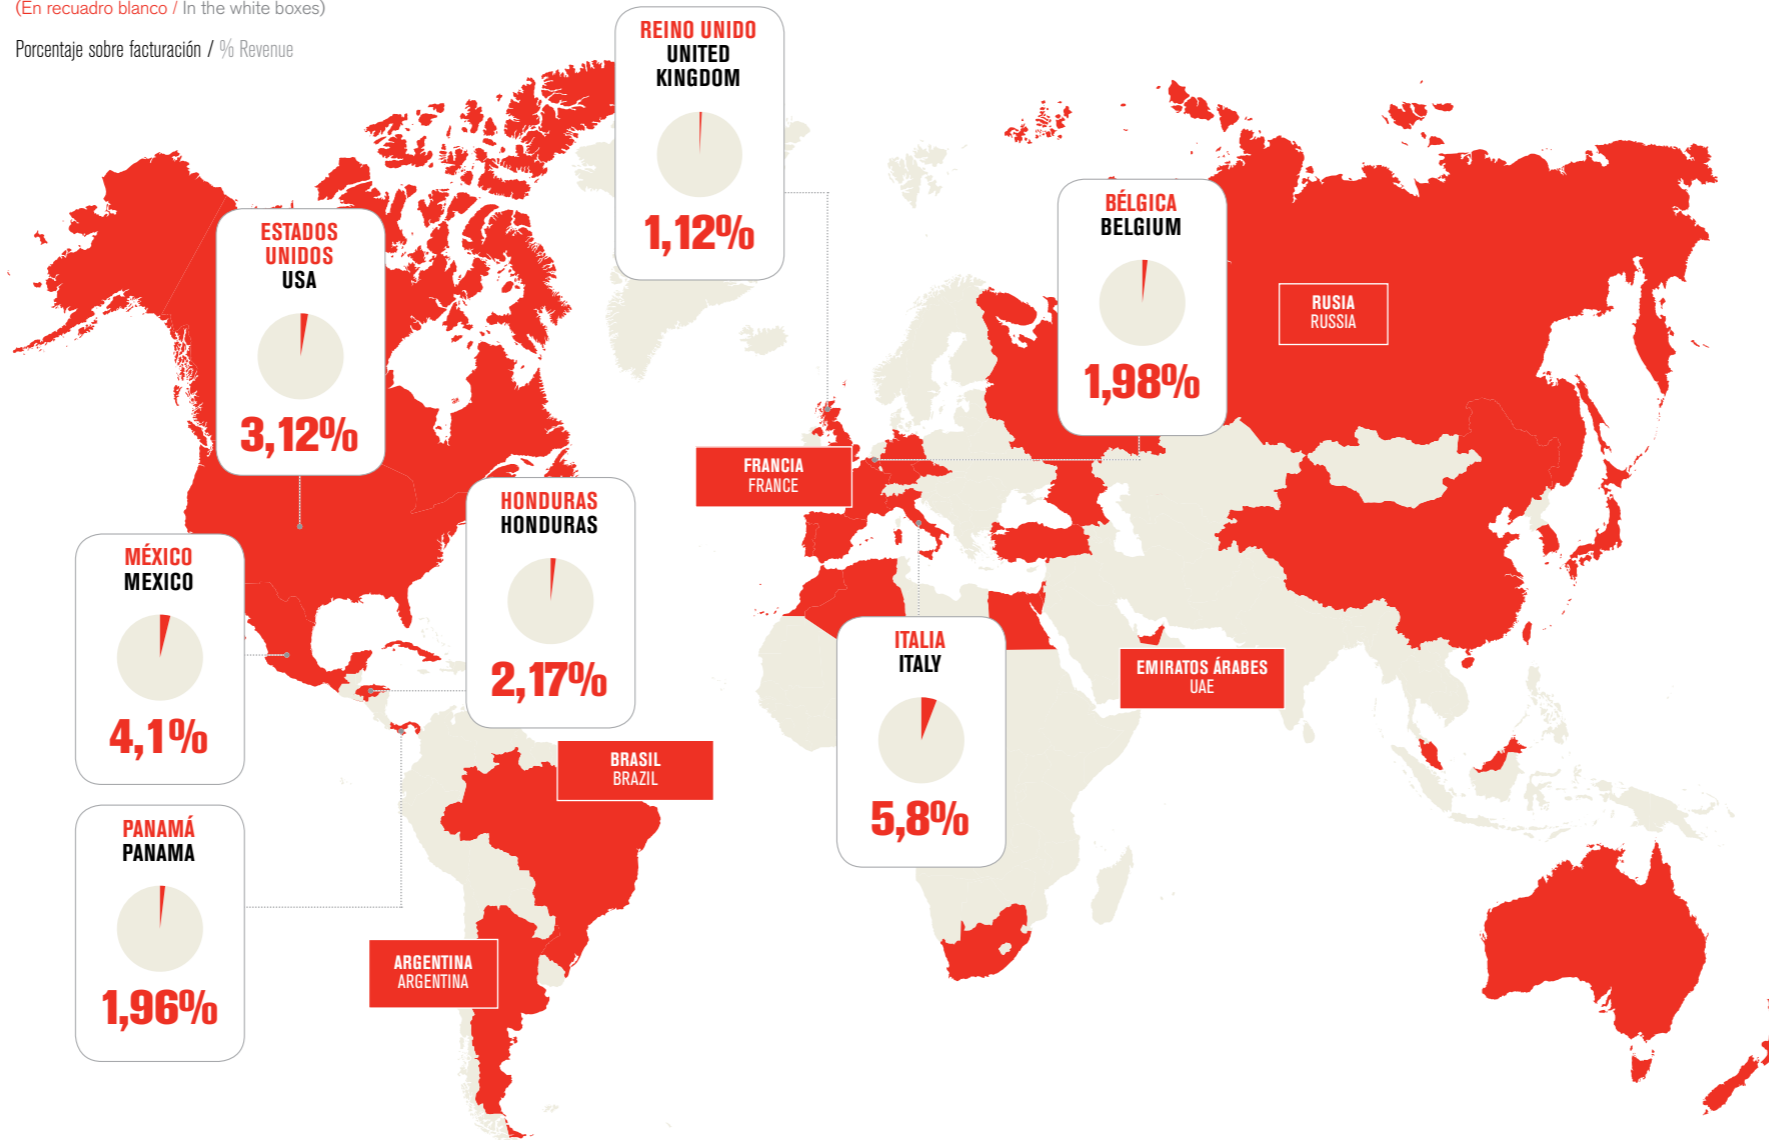 (En recuadro blanco / In the white boxes)
Porcentaje sobre facturación / % Revenue
REINO UNIDO
UNITED
KINGDOM
1,12%
BÉLGICA
BELGIUM
1,98%
ESTADOS
UNIDOS
USA
3,12%
RUSIA
RUSSIA
FRANCIA
FRANCE
HONDURAS
HONDURAS
2,17%
MÉXICO
MEXICO
4,1%
ITALIA
ITALY
5,8%
EMIRATOS ÁRABES
UAE
BRASIL
BRAZIL
PANAMÁ
PANAMA
1,96%
ARGENTINA
ARGENTINA